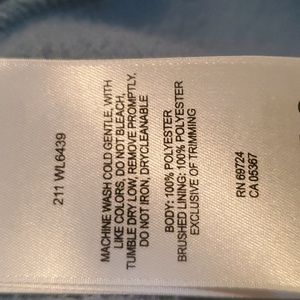 211 WL6439
MACHINE WASH COLD GENTLE, WITH
LIKE COLORS, DO NOT BLEACH,
TUMBLE DRY LOW, REMOVE PROMPTLY,
DO NOT IRON, DRYCLEANABLE
BODY: 100% POLYESTER
BRUSHED LINING: 100% POLYESTER
EXCLUSIVE OF TRIMMING
RN 69724
CA 05367